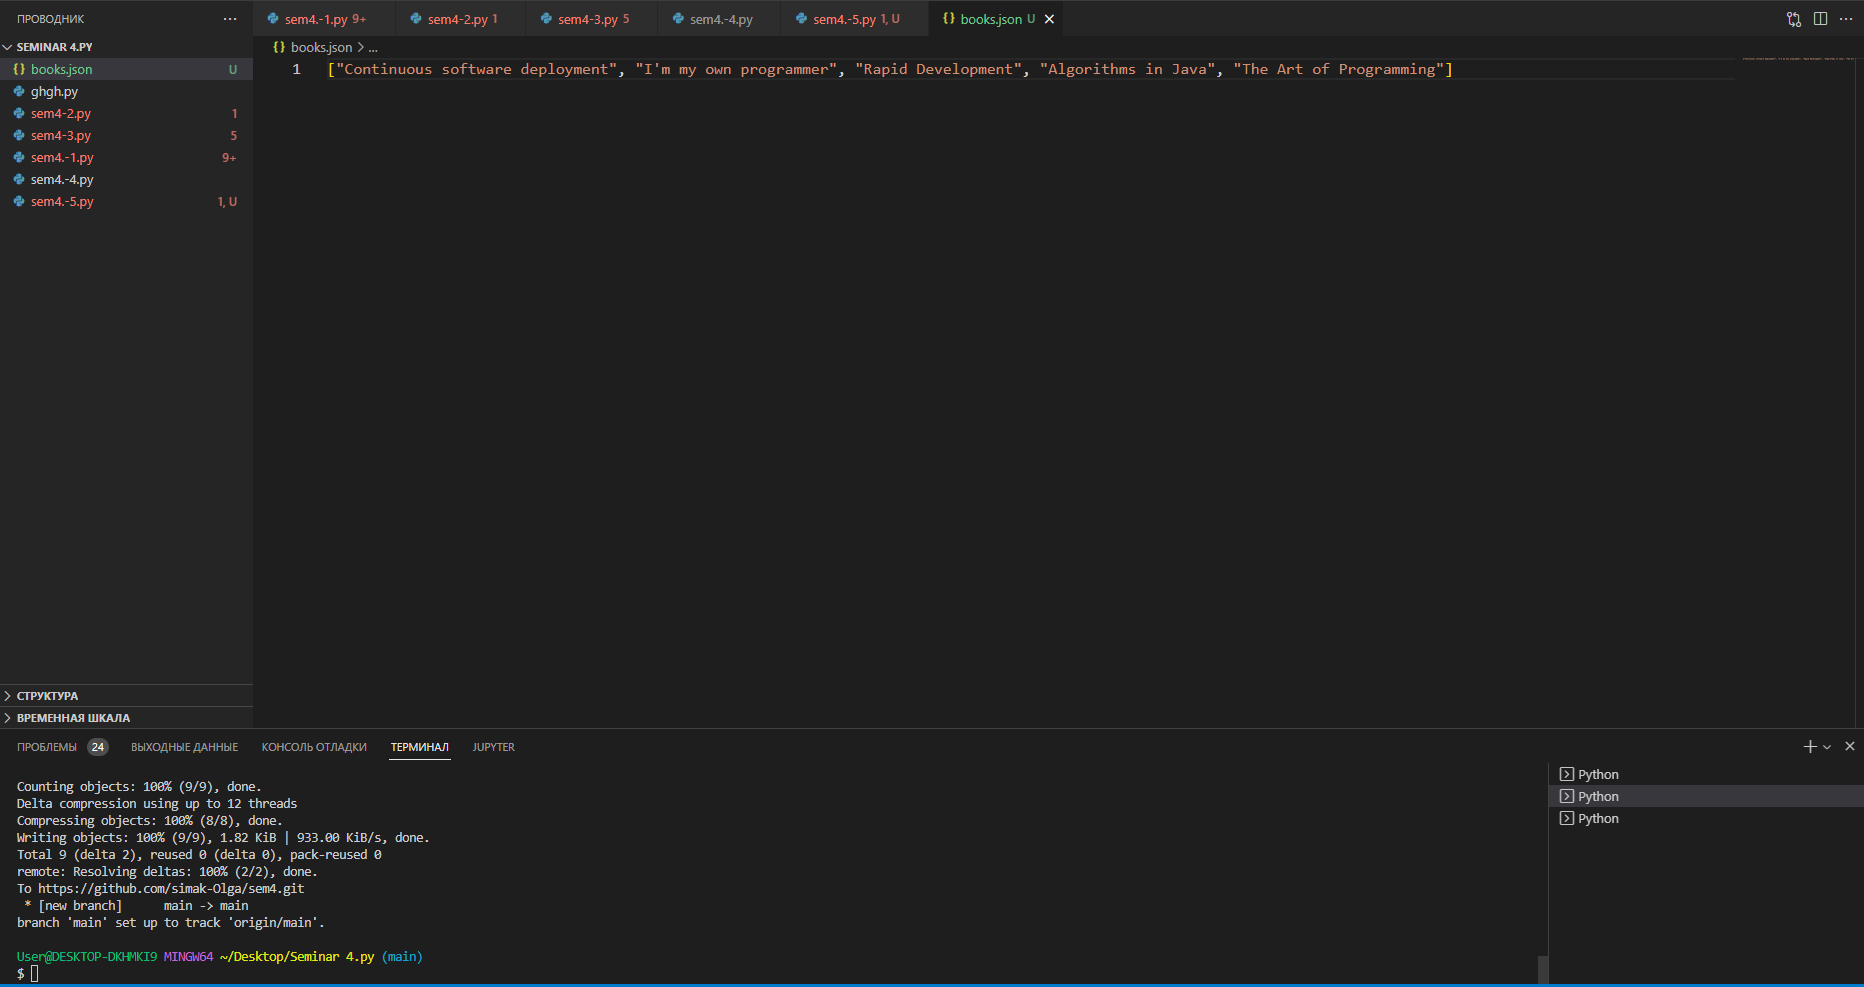 ПРОВОДНИК ···
SEMINAR 4.PY
{} books.json U
ghgh.py
sem4-2.py 1
sem4-3.py 5
sem4.-1.py 9+
sem4.-4.py
sem4.-5.py 1, U
СТРУКТУРА
ВРЕМЕННАЯ ШКАЛА
sem4.-1.py 9+ sem4-2.py 1 sem4-3.py 5 sem4.-4.py sem4.-5.py 1, U {} books.json U
{} books.json > ...
1 ["Continuous software deployment", "I'm my own programmer", "Rapid Development", "Algorithms in Java", "The Art of Programming"]
ПРОБЛЕМЫ 24 ВЫХОДНЫЕ ДАННЫЕ КОНСОЛЬ ОТЛАДКИ ТЕРМИНАЛ JUPYTER
Counting objects: 100% (9/9), done.
Delta compression using up to 12 threads
Compressing objects: 100% (8/8), done.
Writing objects: 100% (9/9), 1.82 KiB | 933.00 KiB/s, done.
Total 9 (delta 2), reused 0 (delta 0), pack-reused 0
remote: Resolving deltas: 100% (2/2), done.
To https://github.com/simak-Olga/sem4.git
 * [new branch]      main -> main
branch 'main' set up to track 'origin/main'.
User@DESKTOP-DKHMKI9 MINGW64 ~/Desktop/Seminar 4.py (main)
$
Python
Python
Python